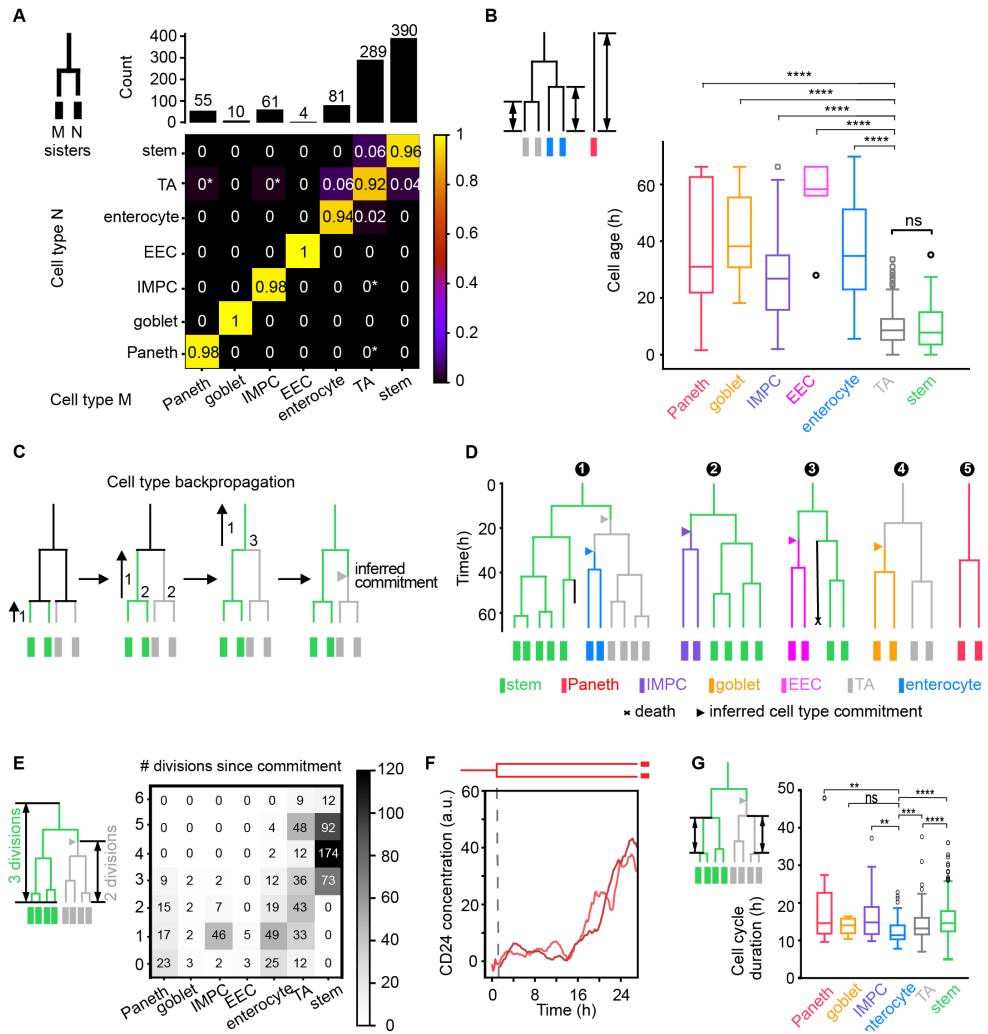 A
Count
400
300
200
100
0
55
10
61
4
81
289
390
M N
sisters
Cell type N
stem 0 0 0 0 0 0.06 0.96
TA 0* 0 0* 0 0.06 0.92 0.04
enterocyte 0 0 0 0 0.94 0.02 0
EEC 0 0 0 1 0 0 0
IMPC 0 0 0.98 0 0 0* 0
goblet 0 1 0 0 0 0 0
Paneth 0.98 0 0 0 0 0* 0
Cell type M
Paneth goblet IMPC EEC enterocyte TA stem
1
0.8
0.6
0.4
0.2
0
B
****
****
****
****
****
ns
Cell age (h)
60
40
20
0
Paneth goblet IMPC EEC enterocyte TA stem
C
Cell type backpropagation
1
1 2 2
1 3
inferred
commitment
D
1 2 3 4 5
Time(h)
0
20
40
60
stem Paneth IMPC goblet EEC TA enterocyte
death inferred cell type commitment
E
# divisions since commitment
3 divisions
2 divisions
6 0 0 0 0 0 9 12
5 0 0 0 0 4 48 92
4 0 0 0 0 2 12 174
3 9 2 0 0 12 36 73
2 15 2 7 0 19 43 0
1 17 2 46 5 49 33 0
0 23 3 2 3 25 12 0
Paneth goblet IMPC EEC enterocyte TA stem
120
100
80
60
40
20
0
F
CD24 concentration (a.u.)
60
40
20
0
0 8 16 24
Time (h)
G
**
ns
****
**
***
****
Cell cycle
duration (h)
50
40
30
20
10
0
Paneth goblet IMPC enterocyte TA stem